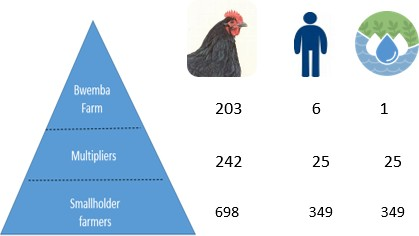 Bwemba
Farm
203 6 1
Multipliers
242 25 25
Smallholder
farmers
698 349 349